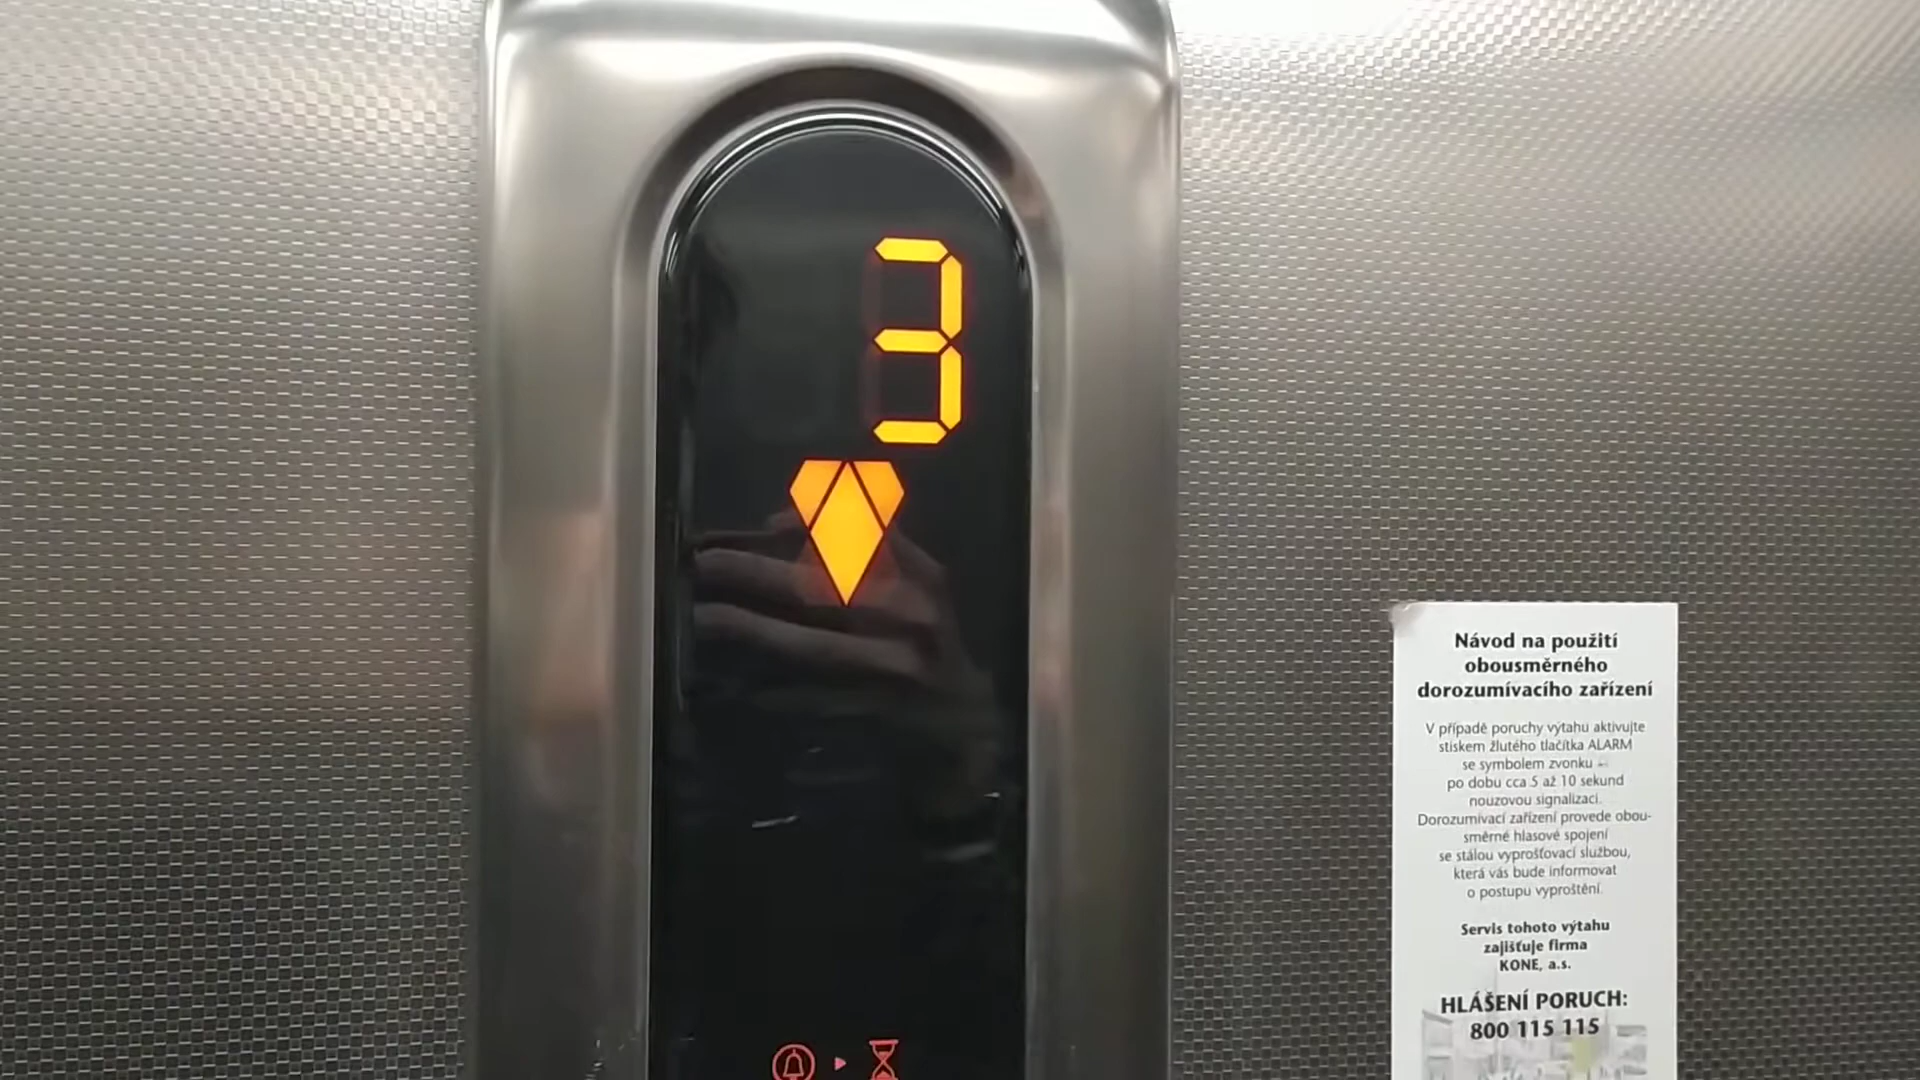 3
Návod na použití
obousměrného
dorozumívacího zařízení
V případě poruchy výtahu aktivujte
stiskem žlutého tlačítka ALARM
se symbolem zvonku
po dobu cca 5 až 10 sekund
nouzovou signalizaci.
Dorozumívací zařízení provede obou-
směrné hlasové spojení
se stálou vyprošťovací službou,
která vás bude informovat
o postupu vyproštění.
Servis tohoto výtahu
zajišťuje firma
KONE, a.s.
HLÁŠENÍ PORUCH:
800 115 115